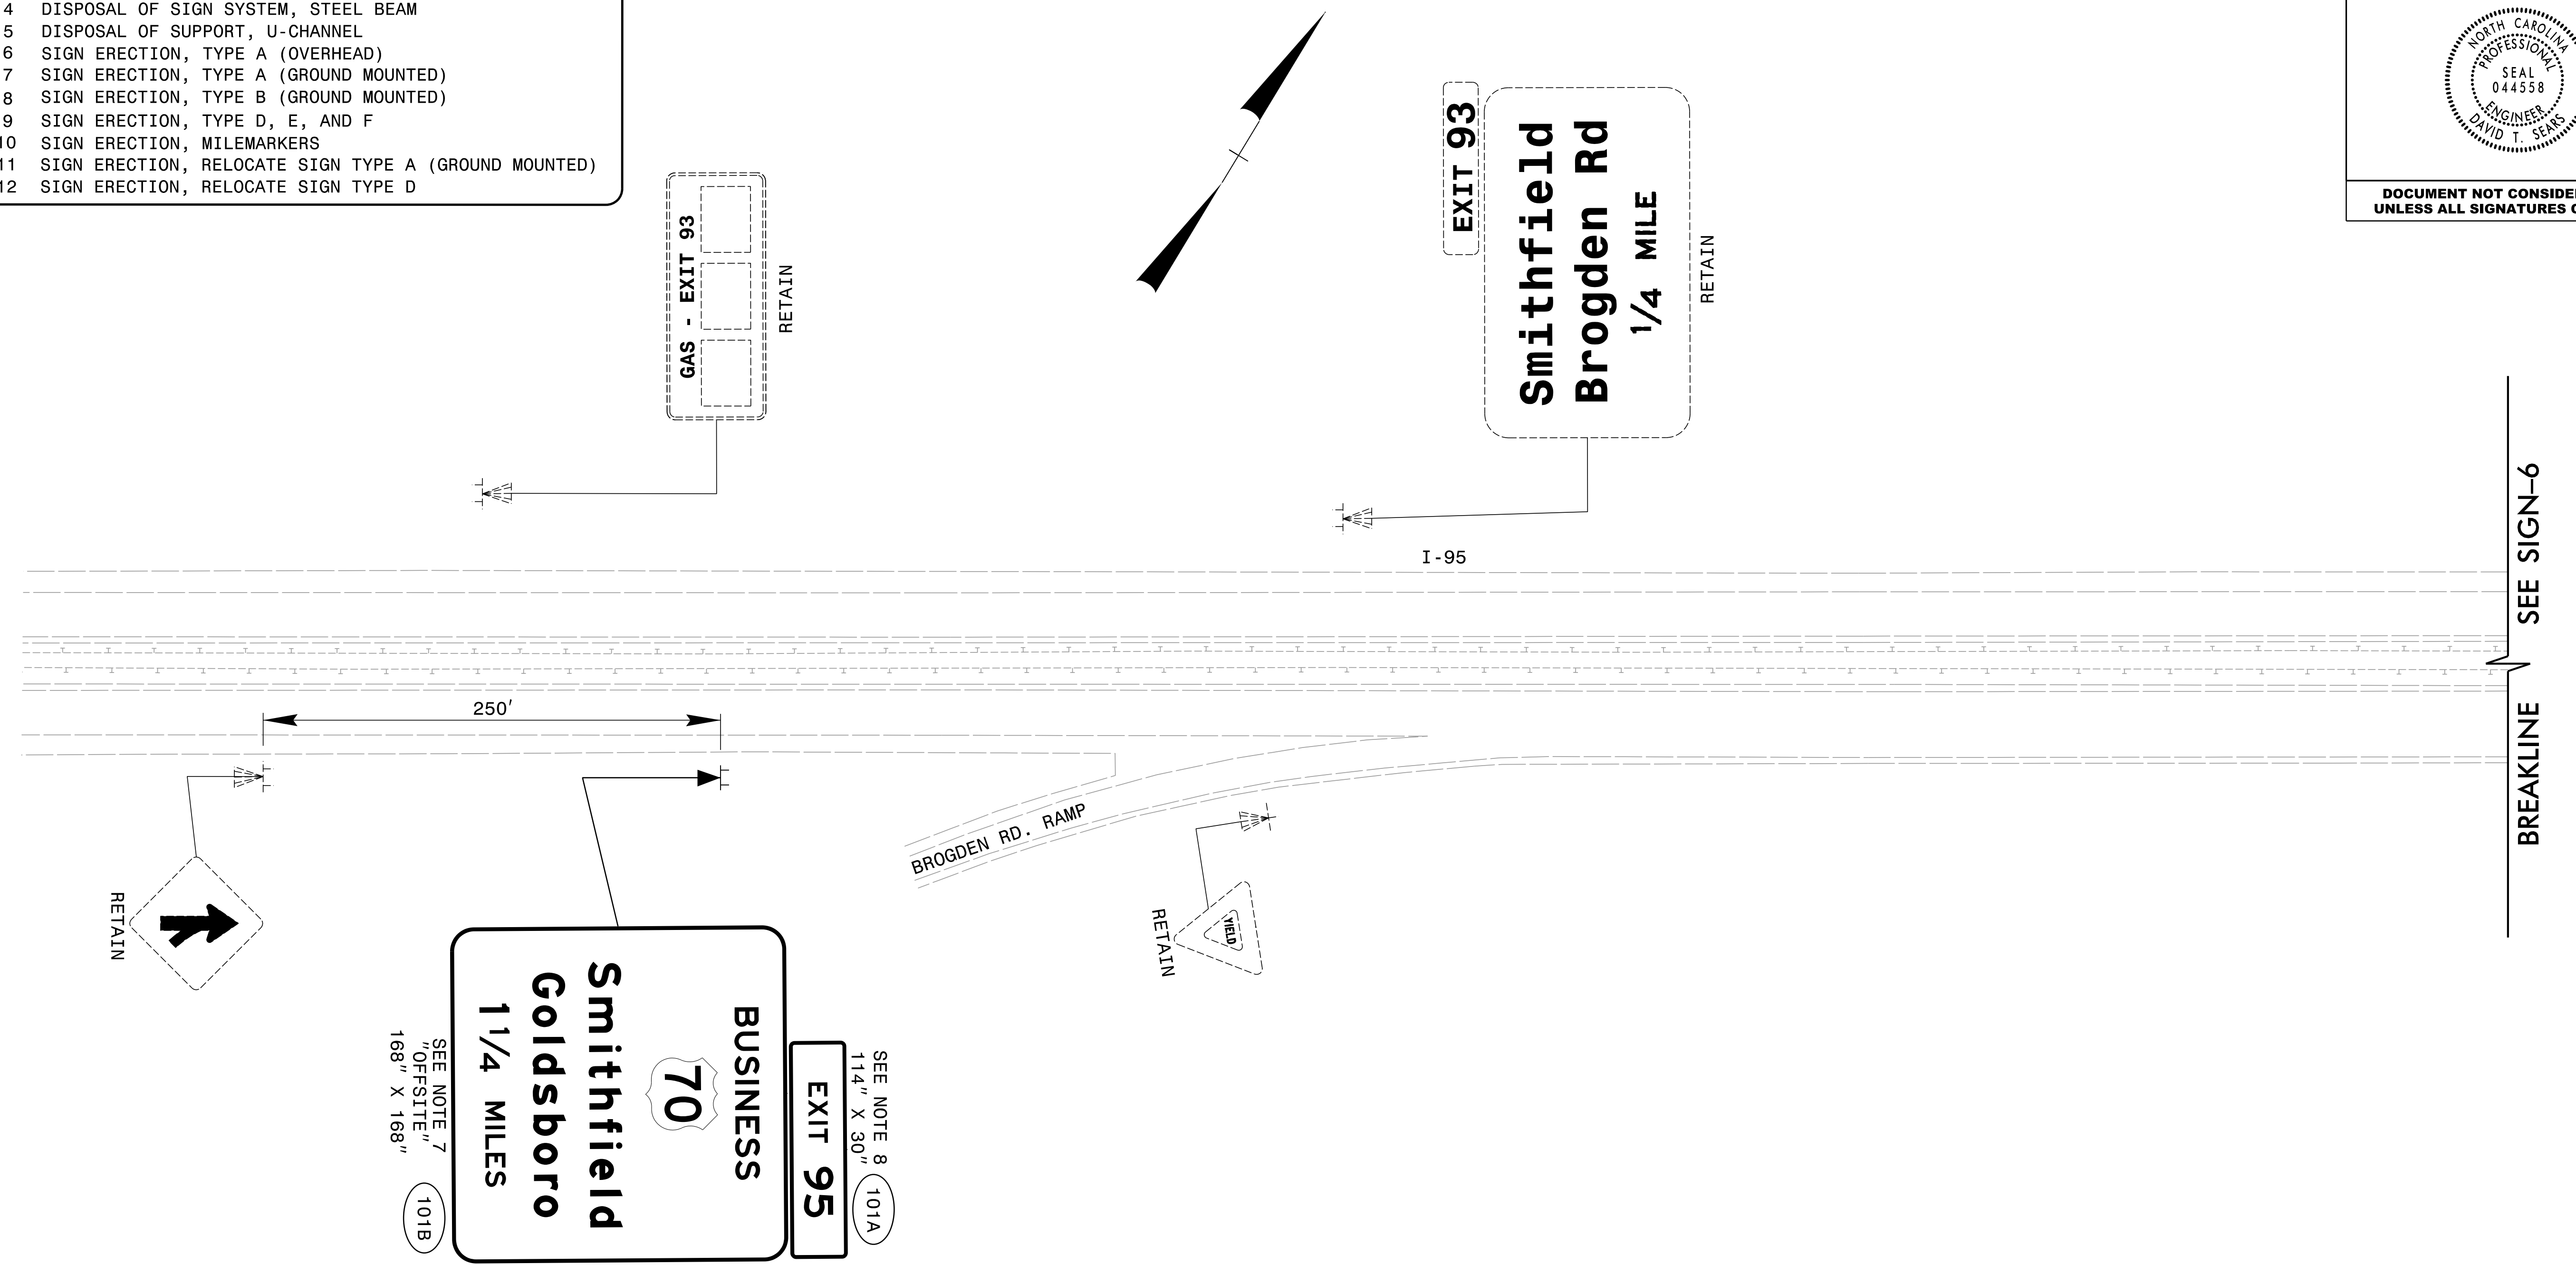 4 DISPOSAL OF SIGN SYSTEM, STEEL BEAM
5 DISPOSAL OF SUPPORT, U-CHANNEL
6 SIGN ERECTION, TYPE A (OVERHEAD)
7 SIGN ERECTION, TYPE A (GROUND MOUNTED)
8 SIGN ERECTION, TYPE B (GROUND MOUNTED)
9 SIGN ERECTION, TYPE D, E, AND F
10 SIGN ERECTION, MILEMARKERS
11 SIGN ERECTION, RELOCATE SIGN TYPE A (GROUND MOUNTED)
12 SIGN ERECTION, RELOCATE SIGN TYPE D
NORTH CAROLINA
PROFESSIONAL
SEAL
044558
ENGINEER
DAVID T. SEARS
DOCUMENT NOT
UNLESS ALL SIGNATURES
GAS - EXIT 93
RETAIN
EXIT 93
Smithfield
Brogden Rd
1/4 MILE
RETAIN
I-95
SEE SIGN-6
BREAKLINE
250'
BROGDEN RD. RAMP
RETAIN
YIELD
RETAIN
SEE NOTE 8
114" X 30"
101A
EXIT 95
BUSINESS
70
Smithfield
Goldsboro
1 1/4 MILES
SEE NOTE 7
"OFFSITE"
168" X 168"
101B